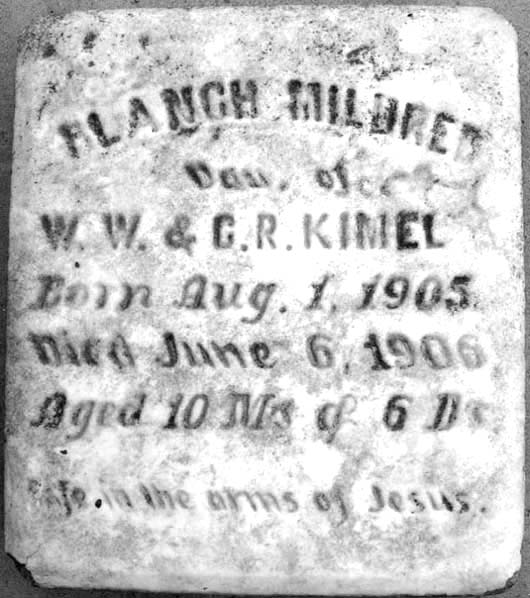 BLANCH MILDRED
Dau. of
W. W. & C. R. KIMEL
Born Aug. 1, 1905.
Died June 6, 1906
Aged 10 Ms & 6 Ds
Safe in the arms of Jesus.